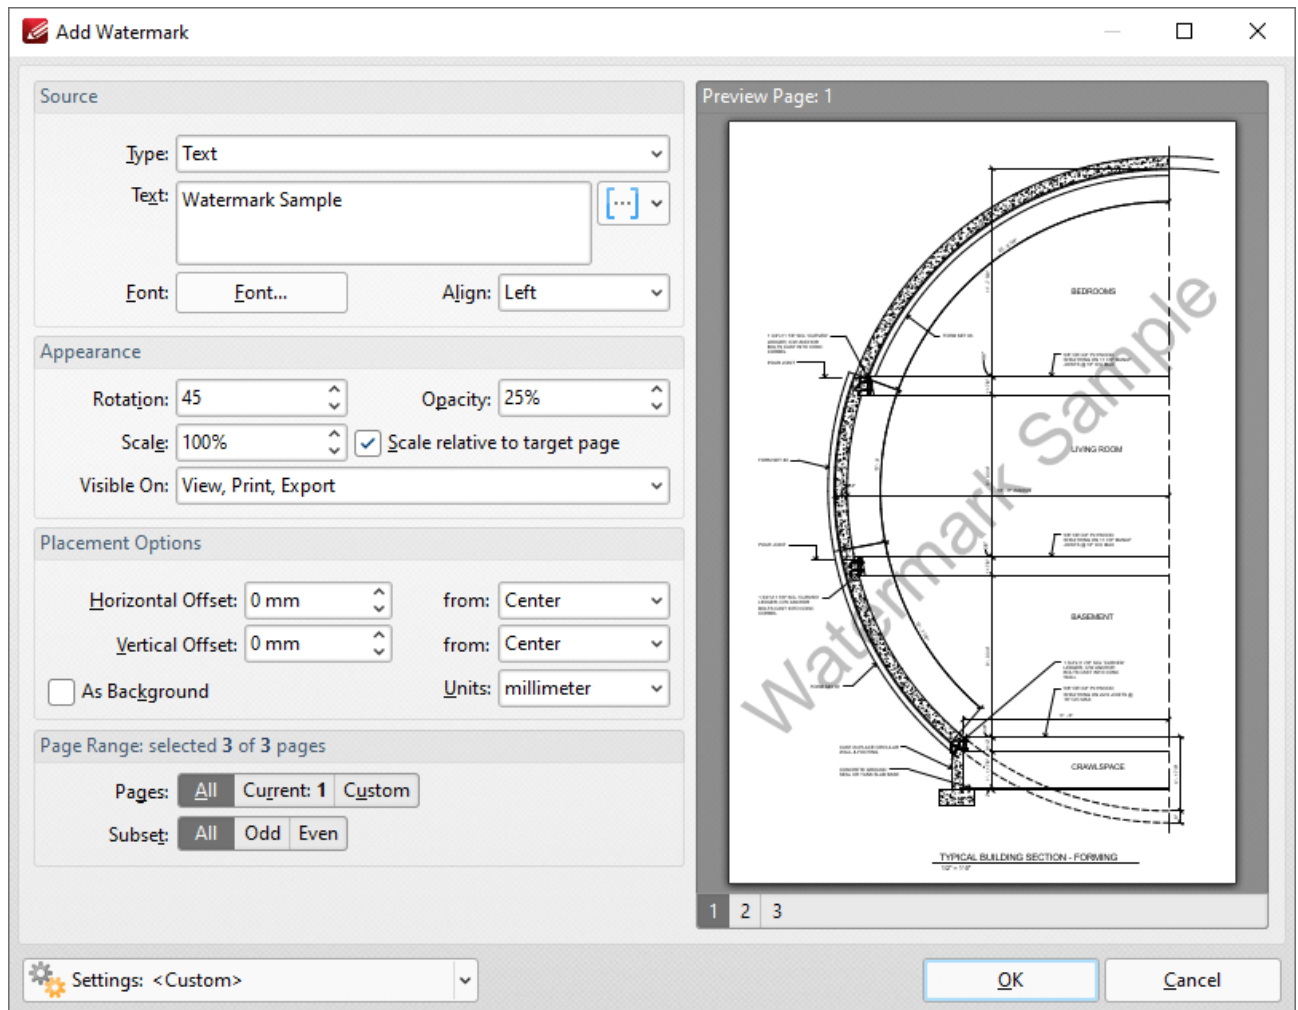 Add Watermark
Source
Type: Text
Text: Watermark Sample
Font: Font... Align: Left
Appearance
Rotation: 45 Opacity: 25%
Scale: 100% Scale relative to target page
Visible On: View, Print, Export
Placement Options
Horizontal Offset: 0 mm from: Center
Vertical Offset: 0 mm from: Center
As Background Units: millimeter
Page Range: selected 3 of 3 pages
Pages: All Current: 1 Custom
Subset: All Odd Even
Preview Page: 1
BEDROOMS
LIVING ROOM
BASEMENT
CRAWLSPACE
Watermark Sample
TYPICAL BUILDING SECTION - FORMING
1/2" = 1'0"
1 2 3
Settings: <Custom>
OK Cancel